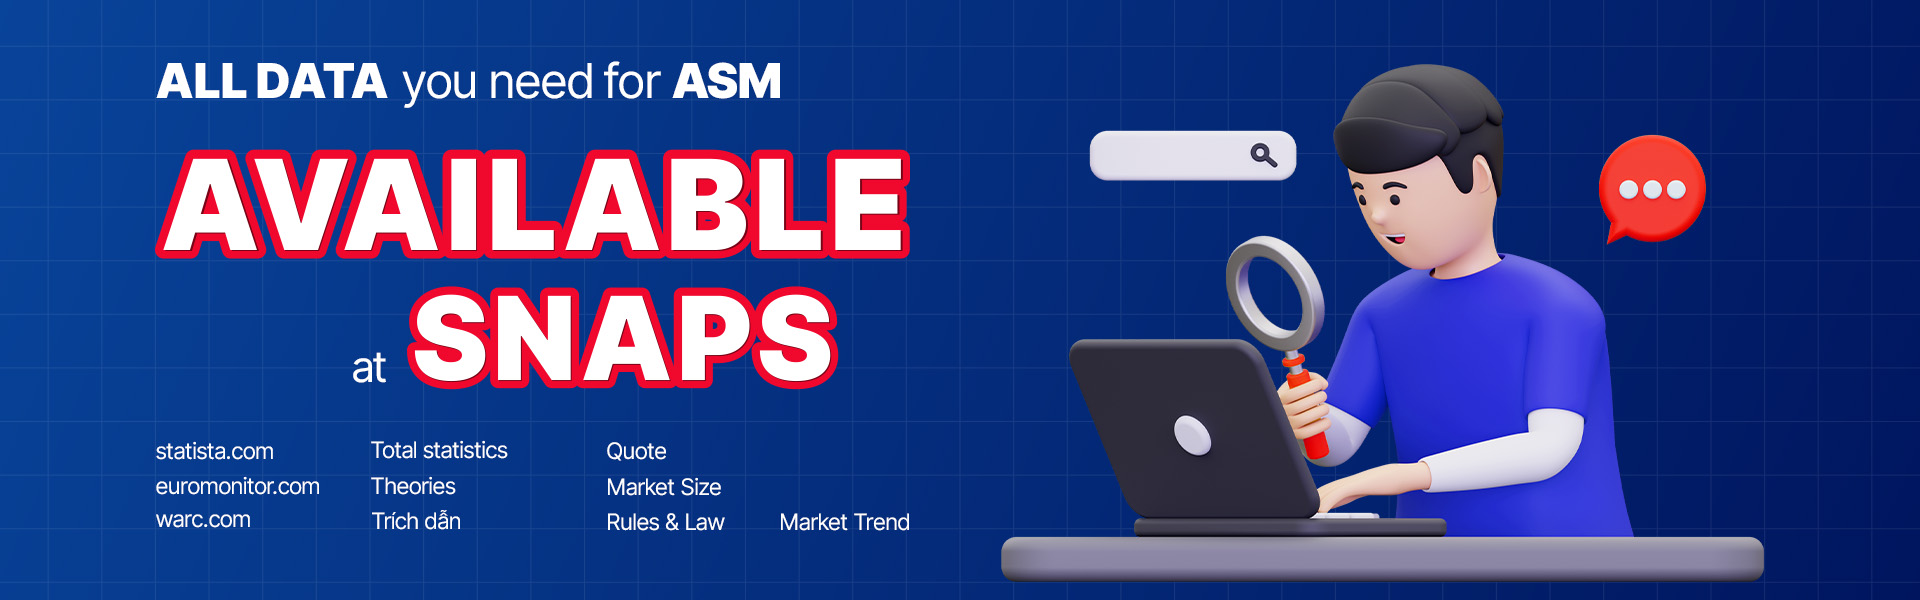 ALL DATA you need for ASM
AVAILABLE
at SNAPS
statista.com
euromonitor.com
warc.com
Total statistics
Theories
Trích dẫn
Quote
Market Size
Rules & Law
Market Trend